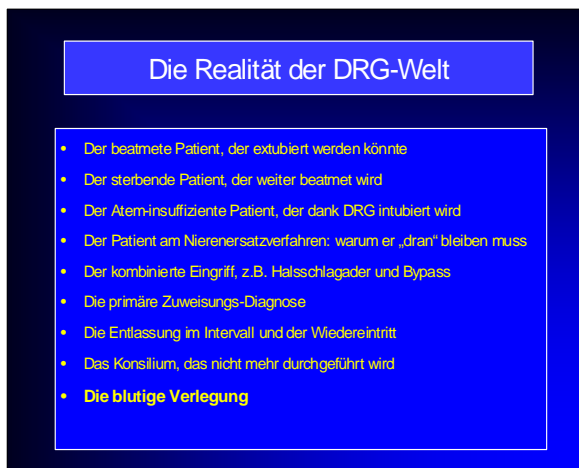 Die Realität der DRG-Welt
• Der beatmete Patient, der extubiert werden könnte
• Der sterbende Patient, der weiter beatmet wird
• Der Atem-insuffiziente Patient, der dank DRG intubiert wird
• Der Patient am Nierenersatzverfahren: warum er „dran" bleiben muss
• Der kombinierte Eingriff, z.B. Halsschlagader und Bypass
• Die primäre Zuweisungs-Diagnose
• Die Entlassung im Intervall und der Wiedereintritt
• Das Konsilium, das nicht mehr durchgeführt wird
• Die blutige Verlegung